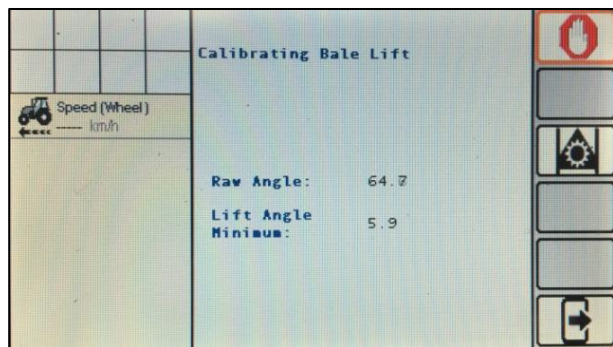 Calibrating Bale Lift
Speed (Wheel)
----- km/h
Raw Angle: 64.7
Lift Angle
Minimum: 5.9